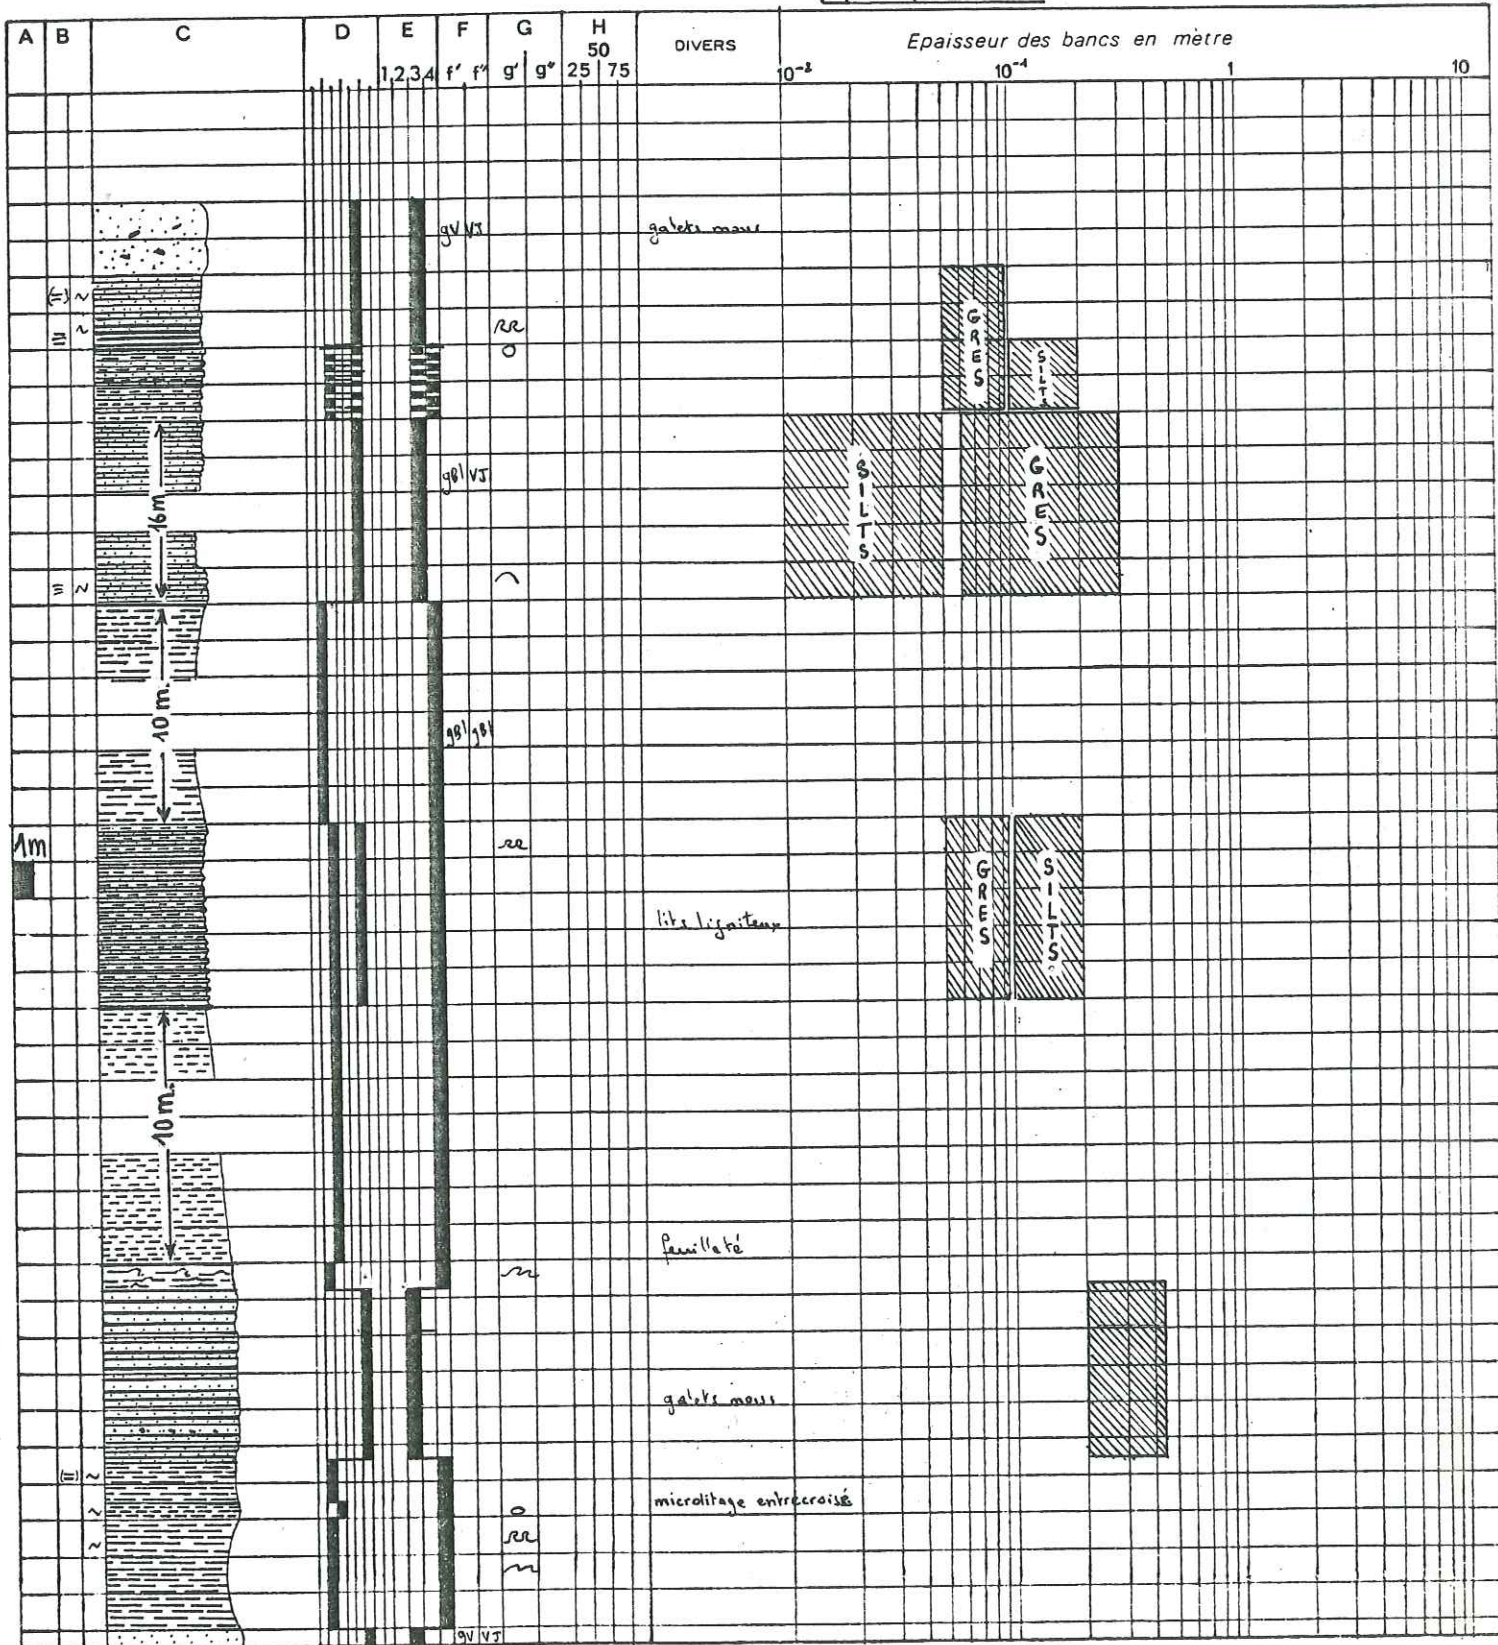 A B C D E F G H DIVERS Epaisseur des bancs en mètre
50
1,2,3,4 f' f" g' g" 25 75 10-2 10-4 1 10
gV VJ galets mous
(=) ~
≡ ~
GRES
SILTS
16m
gBl VJ
SILTS
GRES
≡ ~
10 m.
gBl gBl
1m
GRES
SILTS
lits ligniteux
10 m.
feuilleté
galets mous
(=) ~
~ microlitage entrecroisé
~
gV VJ